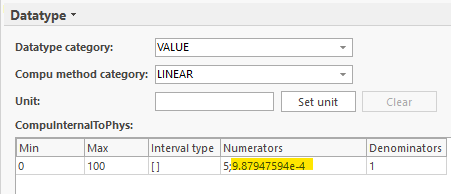 Datatype
Datatype category: VALUE
Compu method category: LINEAR
Unit: Set unit Clear
CompuInternalToPhys:
Min Max Interval type Numerators Denominators
0 100 [ ] 5;9.87947594e-4 1